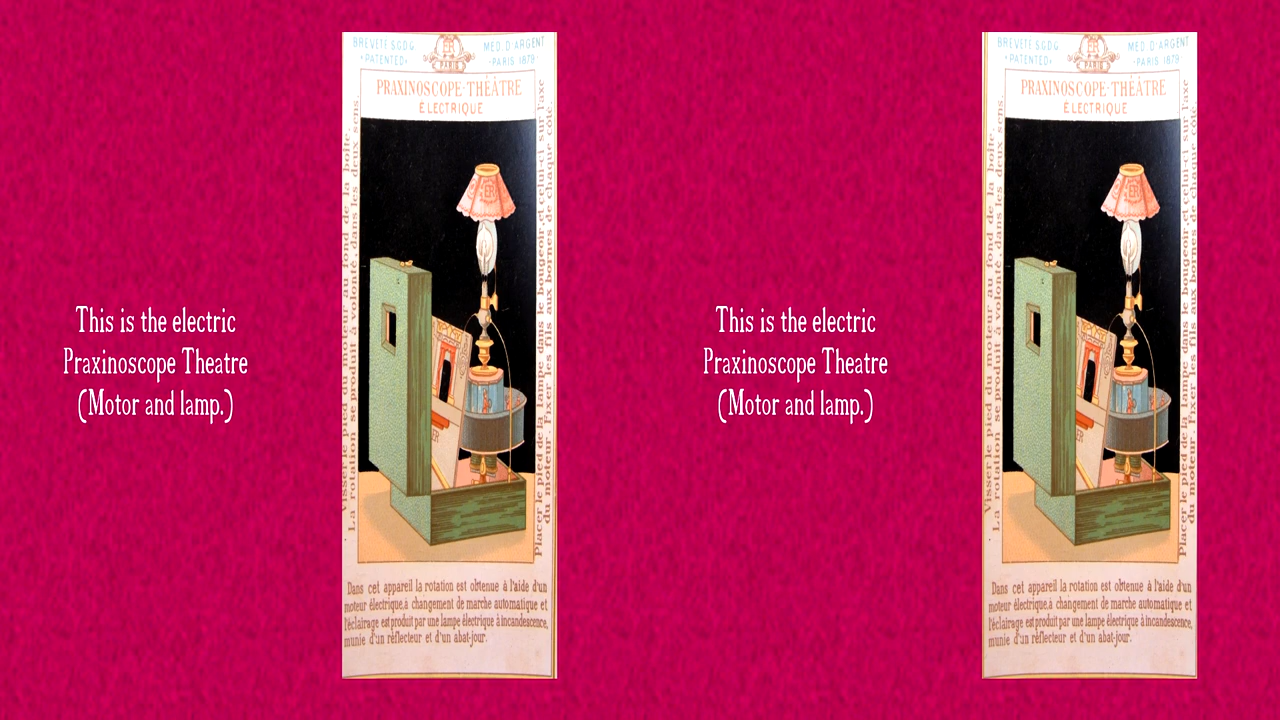 This is the electric
Praxinoscope Theatre
(Motor and lamp.)
BREVETÉ S.G.D.G.
MED. D'ARGENT
PATENTED
PARIS
PARIS 1879
PRAXINOSCOPE-THÉÂTRE
ÉLECTRIQUE
Visser le pied du moteur au fond de la boîte.
La rotation se produit à volonté, dans les deux sens.
Placer le pied de la lampe dans le bougeoir, et celui-ci sur l'axe
du moteur. Fixer les fils aux bornes de chaque côté.
Dans cet appareil la rotation est obtenue à l'aide d'un
moteur électrique,à changement de marche automatique et
l'éclairage est produit par une lampe électrique à incandescence,
munie d'un réflecteur et d'un abat-jour.
This is the electric
Praxinoscope Theatre
(Motor and lamp.)
BREVETÉ S.G.D.G.
MED. D'ARGENT
PATENTED
PARIS
PARIS 1879
PRAXINOSCOPE-THÉÂTRE
ÉLECTRIQUE
Visser le pied du moteur au fond de la boîte.
La rotation se produit à volonté, dans les deux sens.
Placer le pied de la lampe dans le bougeoir, et celui-ci sur l'axe
du moteur. Fixer les fils aux bornes de chaque côté.
Dans cet appareil la rotation est obtenue à l'aide d'un
moteur électrique,à changement de marche automatique et
l'éclairage est produit par une lampe électrique à incandescence,
munie d'un réflecteur et d'un abat-jour.